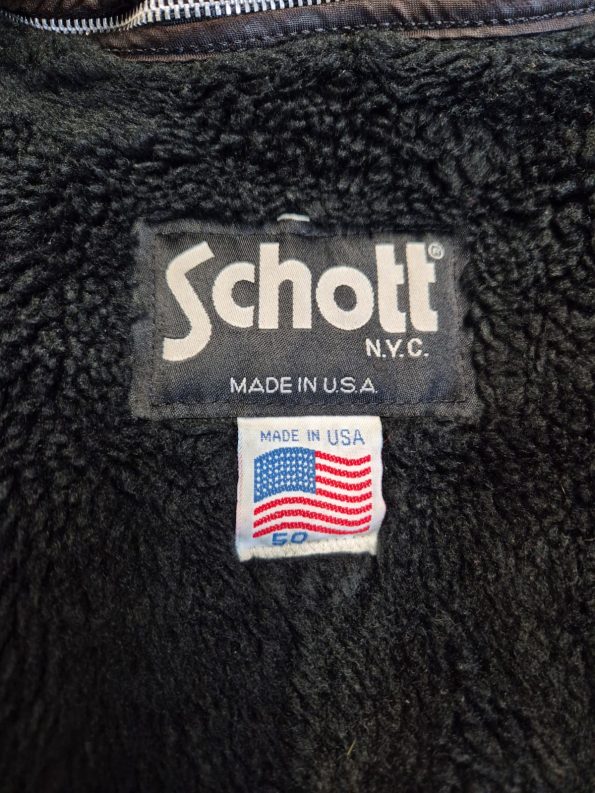 Schott®
N.Y.C.
MADE IN U.S.A.
MADE IN USA
50